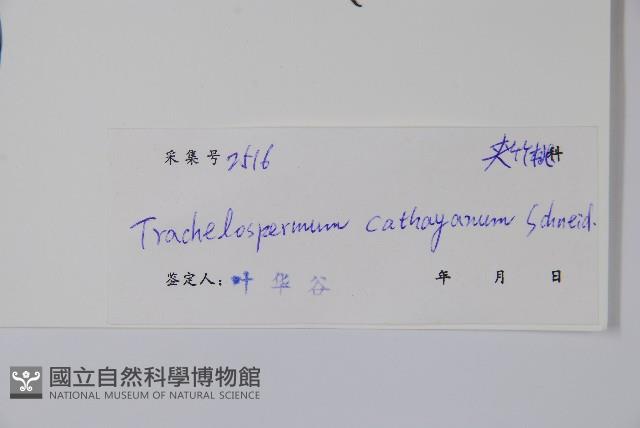 采集号 2516 夹竹桃科
Trachelospermum cathayanum Schneid.
鉴定人：叶华谷 年 月 日
國立自然科學博物館
NATIONAL MUSEUM OF NATURAL SCIENCE